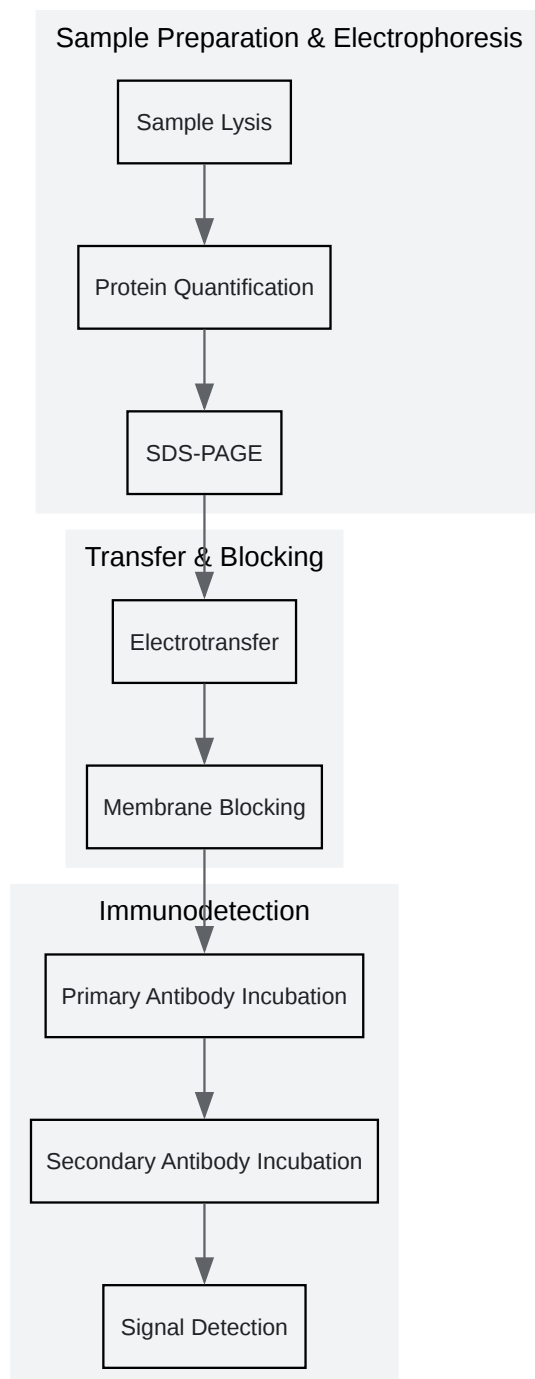 Sample Preparation & Electrophoresis
Sample Lysis
Protein Quantification
SDS-PAGE
Transfer & Blocking
Electrotransfer
Membrane Blocking
Immunodetection
Primary Antibody Incubation
Secondary Antibody Incubation
Signal Detection